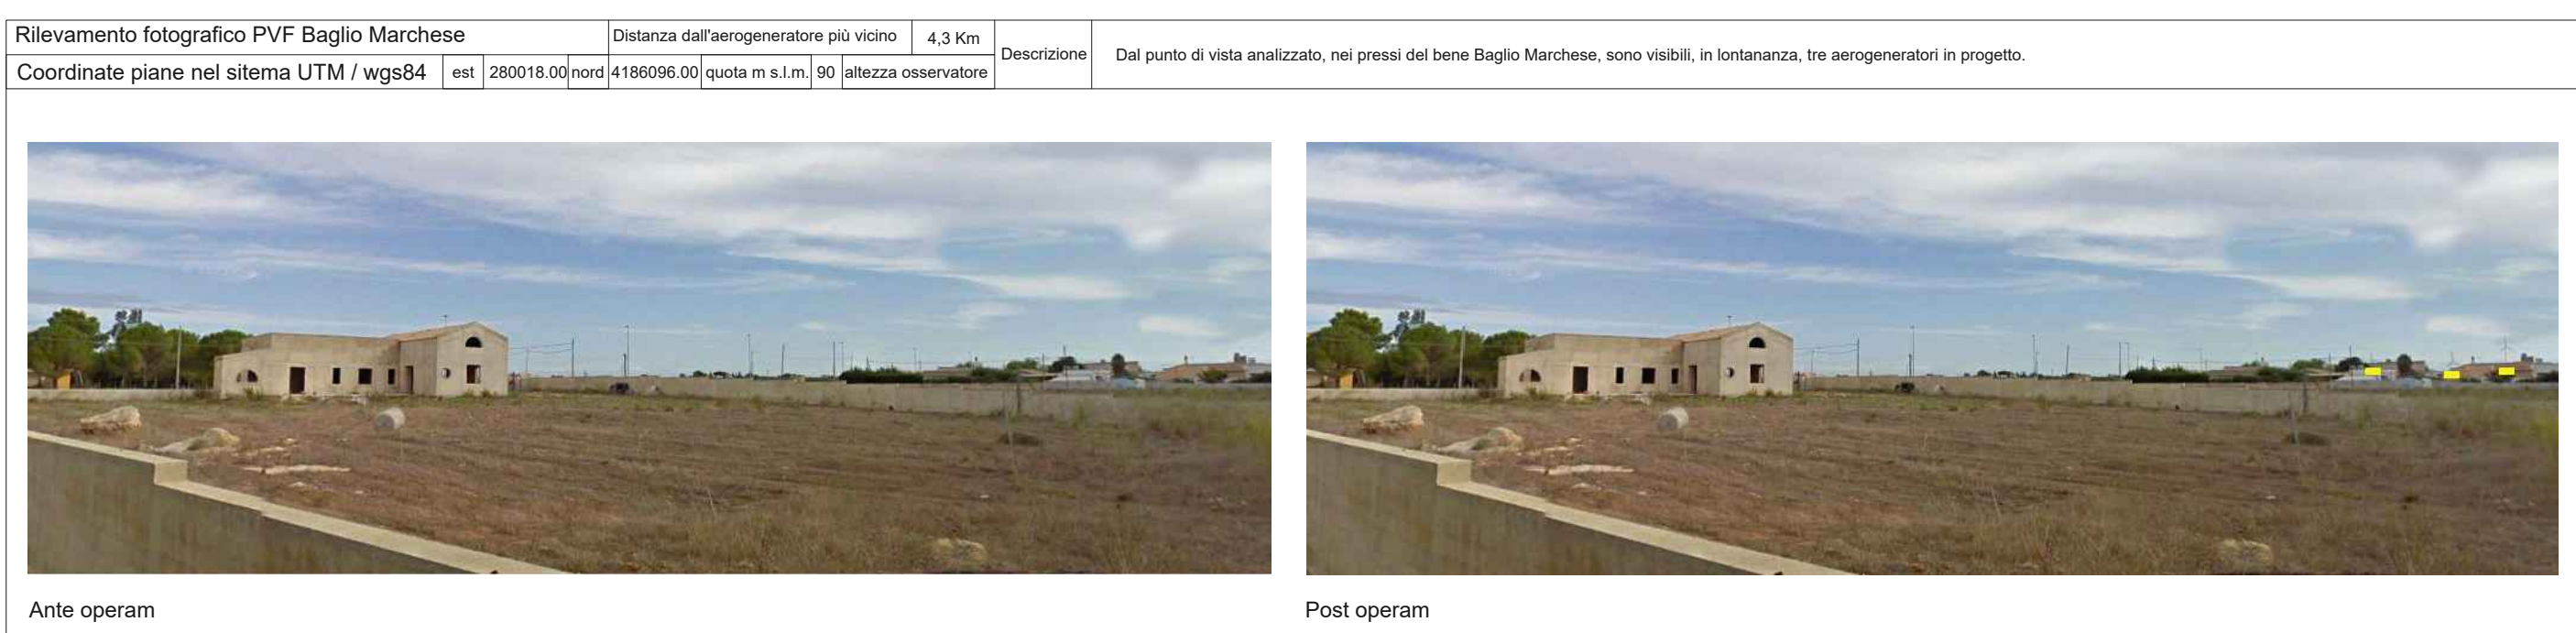 Rilevamento fotografico PVF Baglio Marchese
Distanza dall'aerogeneratore più vicino 4,3 Km
Coordinate piane nel sitema UTM / wgs84 est 280018.00 nord 4186096.00 quota m s.l.m. 90 altezza osservatore
Descrizione
Dal punto di vista analizzato, nei pressi del bene Baglio Marchese, sono visibili, in lontananza, tre aerogeneratori in progetto.
Ante operam
Post operam